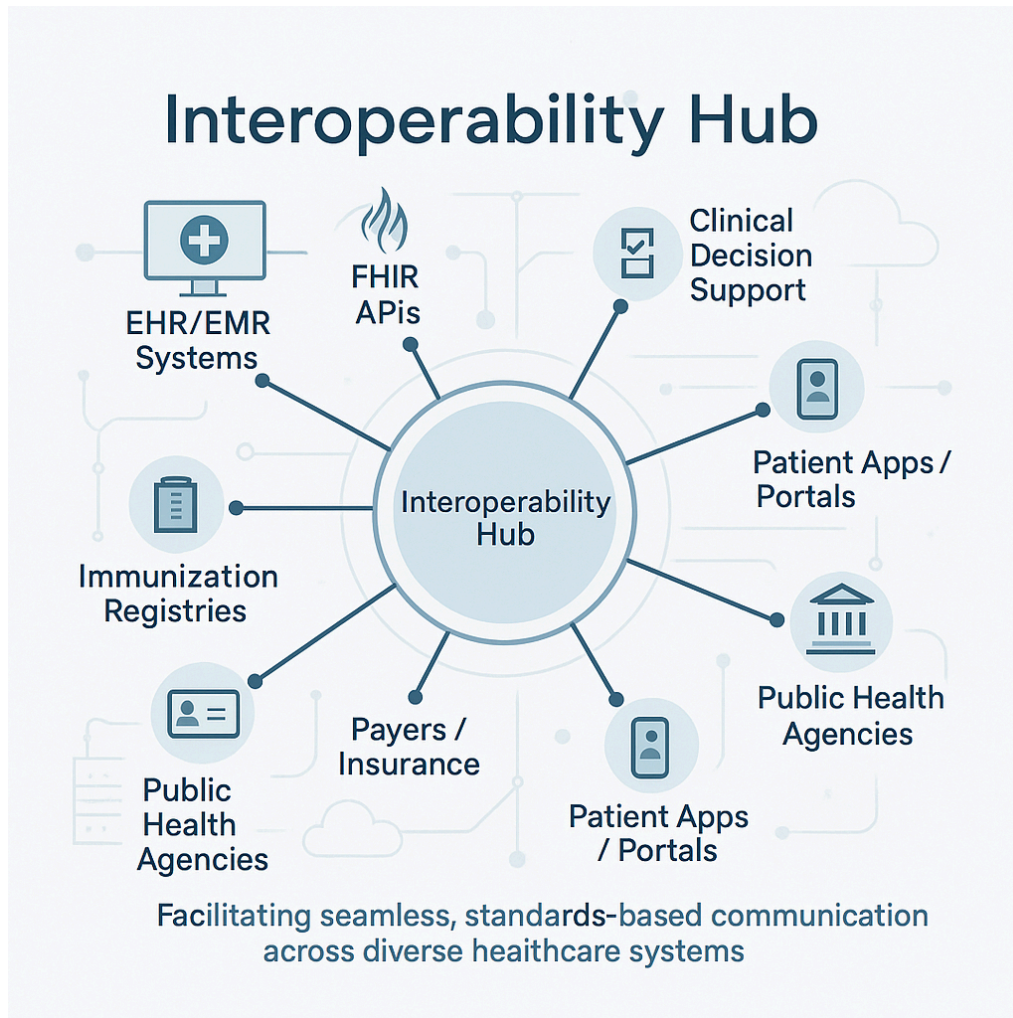 Interoperability Hub
EHR/EMR
Systems
FHIR
APis
Clinical
Decision
Support
Patient Apps /
Portals
Interoperability
Hub
Immunization
Registries
Public Health
Agencies
Payers /
Insurance
Public
Health
Agencies
Patient Apps
/ Portals
Facilitating seamless, standards-based communication
across diverse healthcare systems